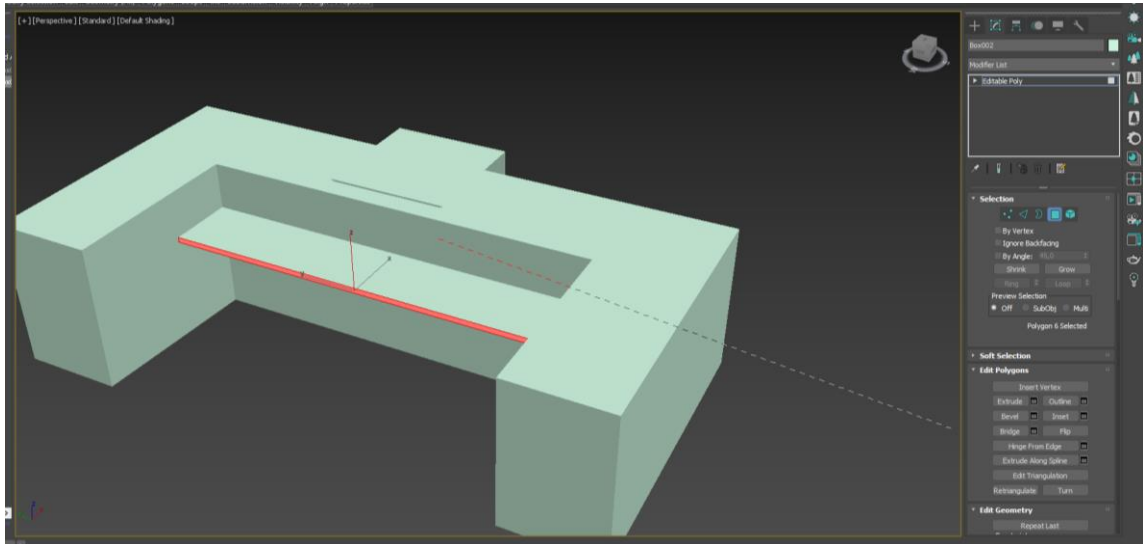 [+] [Perspective] [Standard] [Default Shading]
Box002
Modifier List
Editable Poly
Selection
By Vertex
Ignore Backfacing
By Angle: 45,0
Shrink Grow
Ring Loop
Preview Selection
Off SubObj Multi
Polygon 6 Selected
Soft Selection
Edit Polygons
Insert Vertex
Extrude Outline
Bevel Inset
Bridge Flip
Hinge From Edge
Extrude Along Spline
Edit Triangulation
Retriangulate Turn
Edit Geometry
Repeat Last